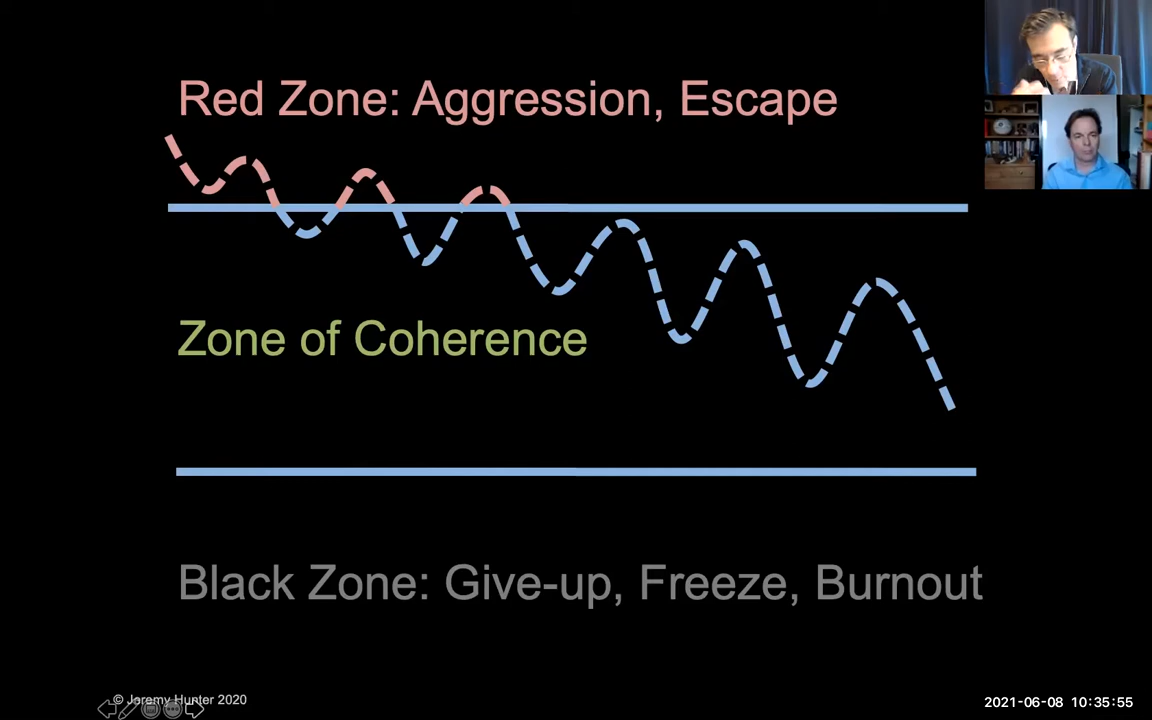 Red Zone: Aggression, Escape
Zone of Coherence
Black Zone: Give-up, Freeze, Burnout
© Jeremy Hunter 2020
2021-06-08 10:35:55